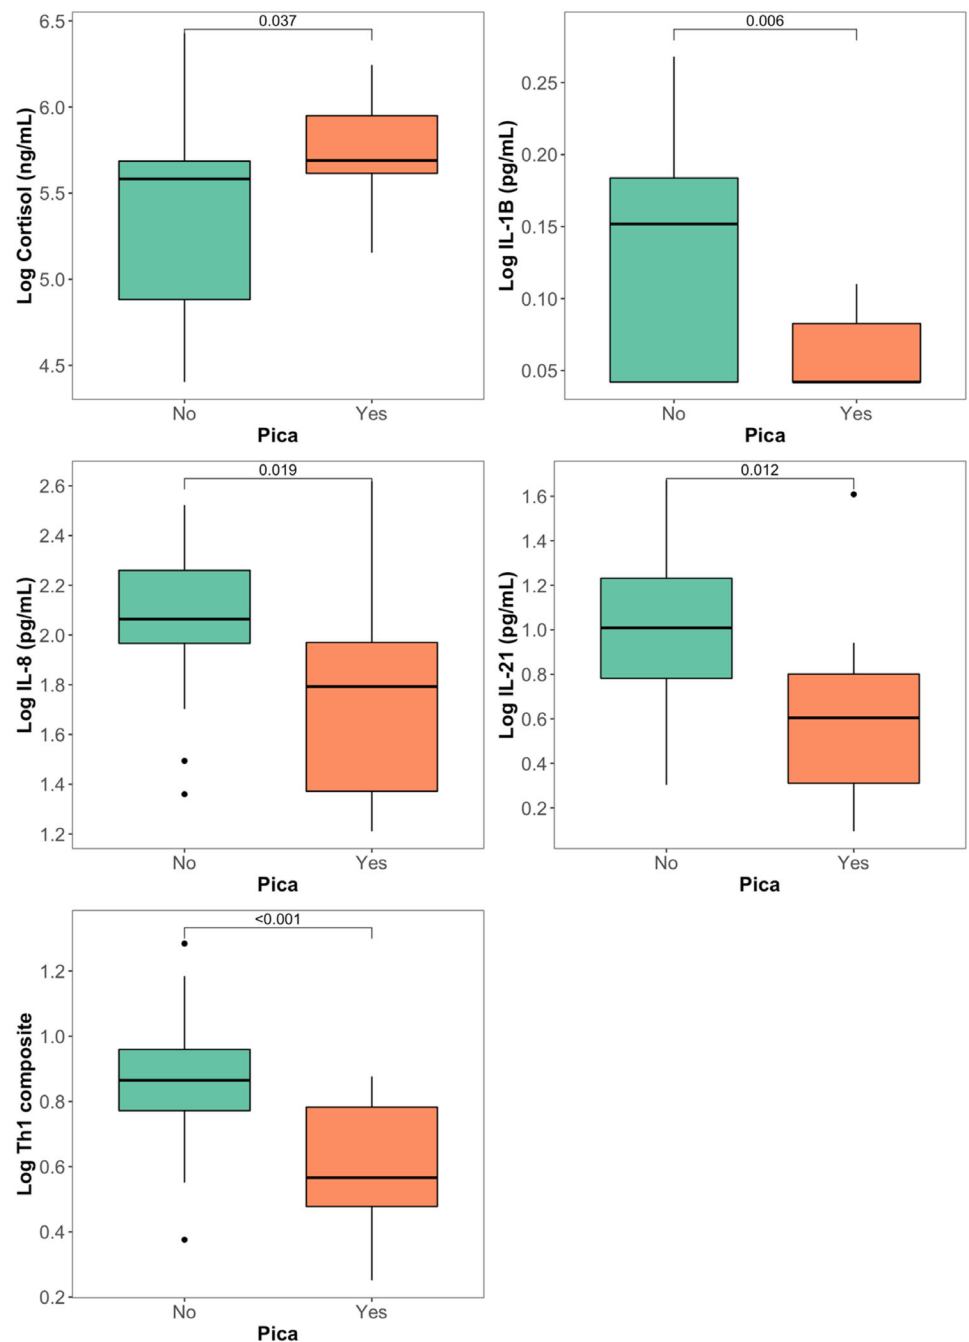 0.037
6.5
6.0
5.5
5.0
4.5
Log Cortisol (ng/mL)
No
Yes
Pica
0.006
0.25
0.20
0.15
0.10
0.05
Log IL-1B (pg/mL)
No
Yes
Pica
0.019
2.6
2.4
2.2
2.0
1.8
1.6
1.4
1.2
Log IL-8 (pg/mL)
No
Yes
Pica
0.012
1.6
1.4
1.2
1.0
0.8
0.6
0.4
0.2
Log IL-21 (pg/mL)
No
Yes
Pica
<0.001
1.2
1.0
0.8
0.6
0.4
0.2
Log Th1 composite
No
Yes
Pica